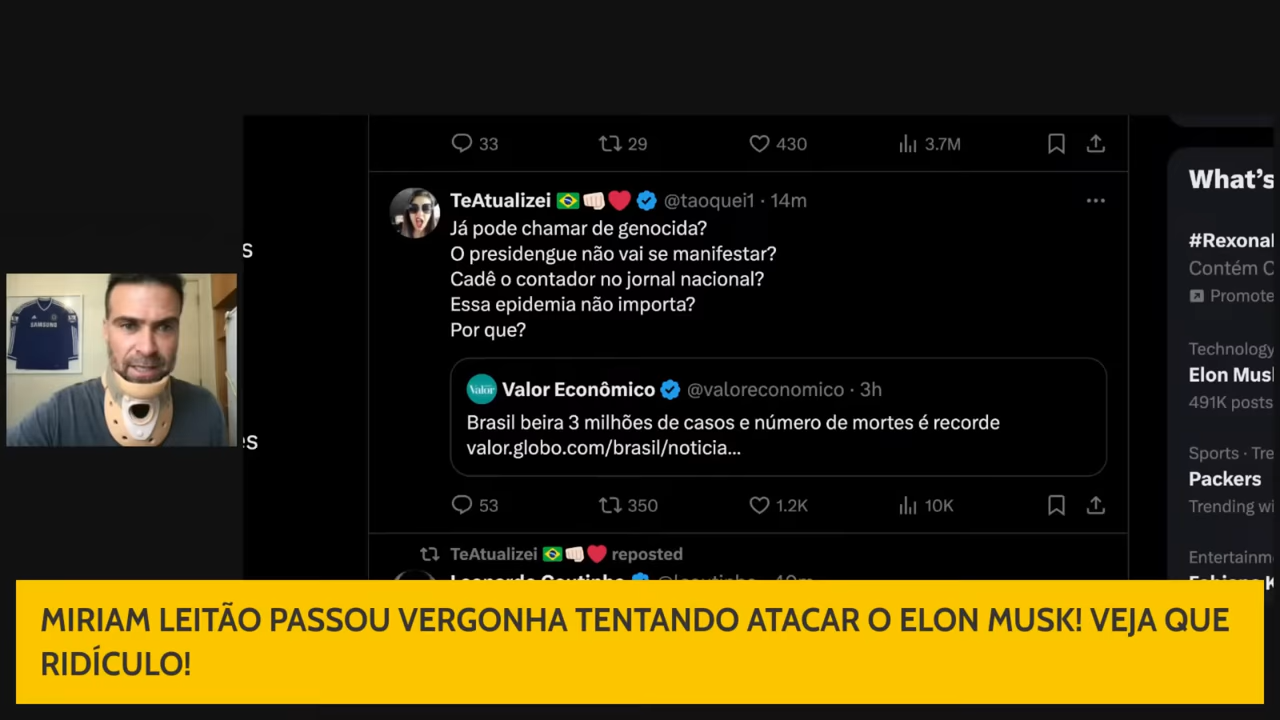 33 29 430 3.7M
TeAtualizei 🇧🇷👊🏻❤️ @taoquei1 · 14m
Já pode chamar de genocida?
O presidengue não vai se manifestar?
Cadê o contador no jornal nacional?
Essa epidemia não importa?
Por que?
Valor
Valor Econômico @valoreconomico · 3h
Brasil beira 3 milhões de casos e número de mortes é recorde
valor.globo.com/brasil/noticia...
53 350 1.2K 10K
TeAtualizei 🇧🇷👊🏻❤️ reposted
s
es
SAMSUNG
What's
#Rexona
Contém C
Promote
Technology
Elon Mus
491K posts
Sports · Tre
Packers
Trending wi
Entertainm
MIRIAM LEITÃO PASSOU VERGONHA TENTANDO ATACAR O ELON MUSK! VEJA QUE
RIDÍCULO!